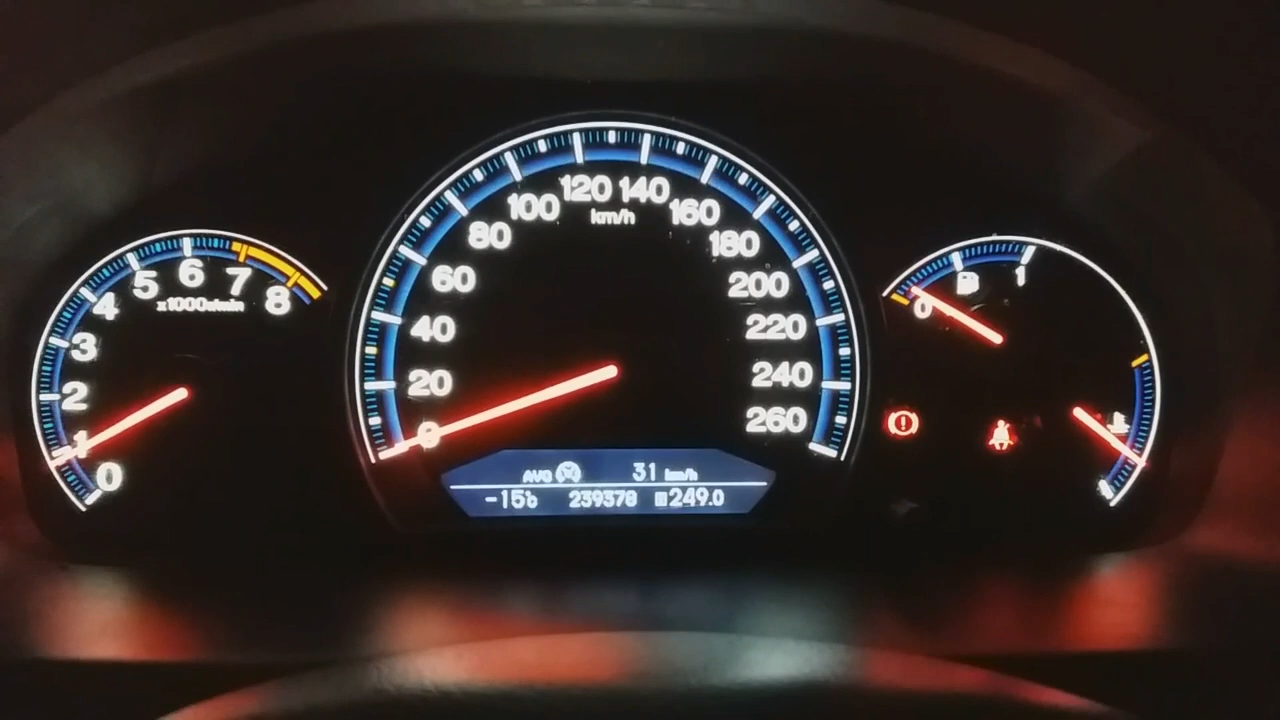 0 1 2 3 4 5 6 7 8
x1000r/min
0 20 40 60 80 100 120 140 160 180 200 220 240 260
km/h
0 1
AVG 31 km/h
-15°C 239378 249.0